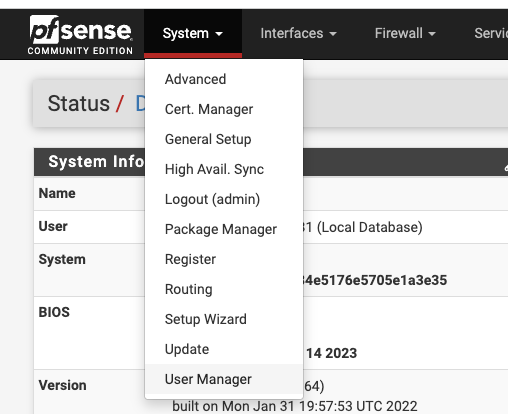 pfsense
COMMUNITY EDITION
System
Interfaces
Firewall
Status /
Advanced
Cert. Manager
General Setup
High Avail. Sync
Logout (admin)
Package Manager
Register
Routing
Setup Wizard
Update
User Manager
System Info
Name
User
(Local Database)
System
34e5176e5705e1a3e35
BIOS
14 2023
Version
64)
built on Mon Jan 31 19:57:53 UTC 2022